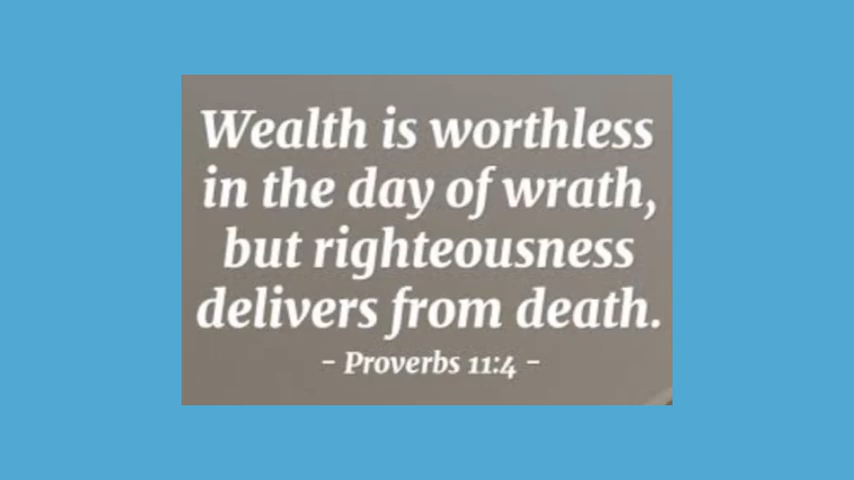 Wealth is worthless
in the day of wrath,
but righteousness
delivers from death.
- Proverbs 11:4 -